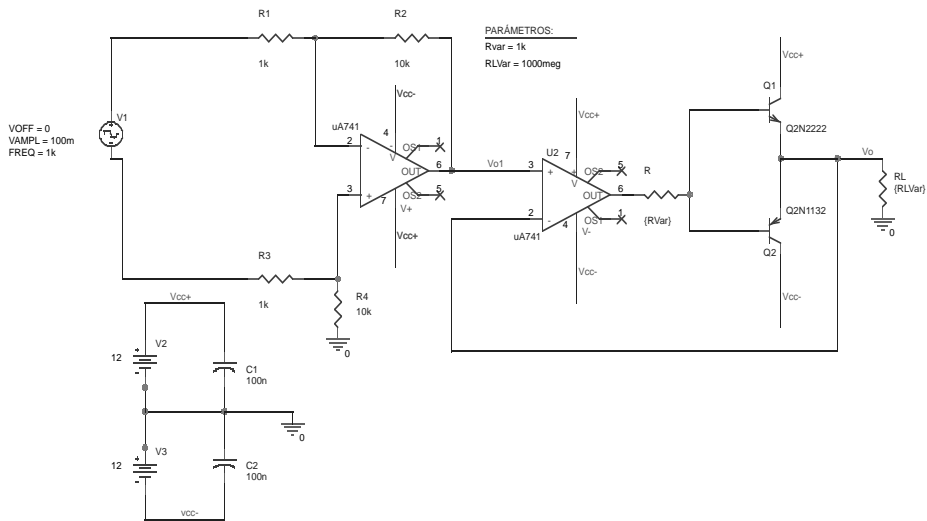 R1
1k
R2
10k
PARÁMETROS:
Rvar = 1k
RLVar = 1000meg
VOFF = 0
VAMPL = 100m
FREQ = 1k
V1
Vcc-
uA741
4
2
-
V
OS1
1
6
OUT
3
+
7
OS2
5
V+
Vcc+
Vo1
Vcc+
U2
7
3
+
V
OS2
5
6
OUT
2
-
4
OS1
1
V-
uA741
Vcc-
R
{RVar}
Vcc+
Q1
Q2N2222
Vo
RL
{RLVar}
0
Q2N1132
Q2
Vcc-
R3
1k
R4
10k
0
Vcc+
12
+
-
V2
C1
100n
0
12
+
-
V3
C2
100n
vcc-